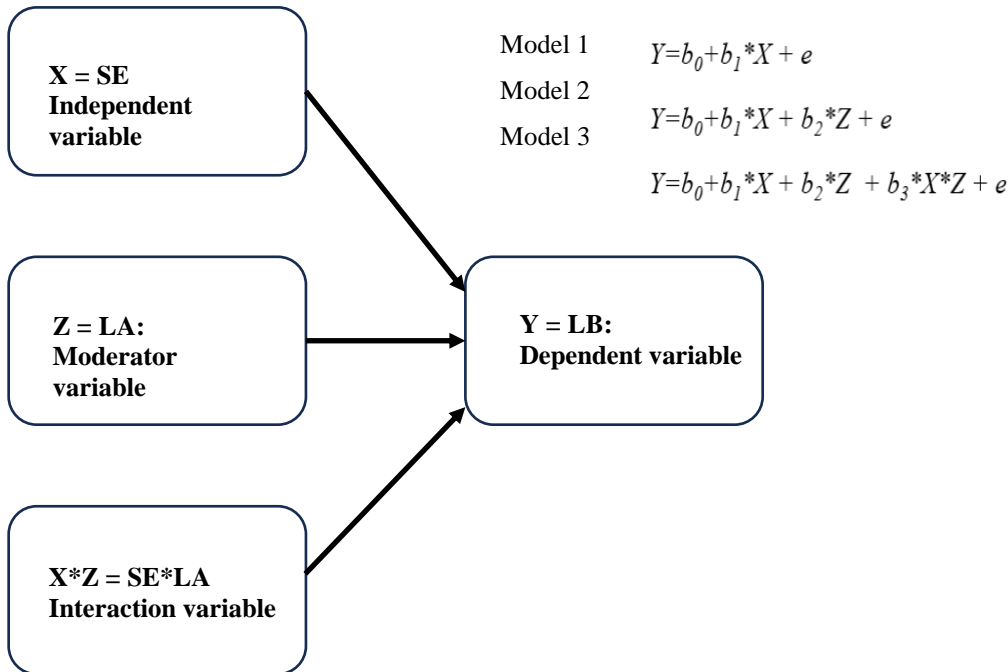 X = SE
Independent
variable
Model 1
Model 2
Model 3
Y=b₀+b₁*X + e
Y=b₀+b₁*X + b₂*Z + e
Y=b₀+b₁*X + b₂*Z + b₃*X*Z + e
Z = LA:
Moderator
variable
Y = LB:
Dependent variable
X*Z = SE*LA
Interaction variable